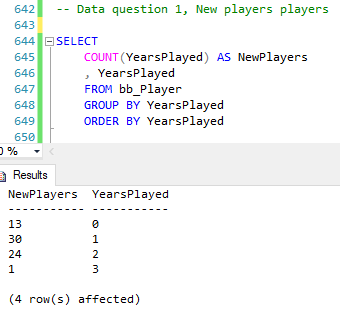 642 -- Data question 1, New players players
643
644 SELECT
645 COUNT(YearsPlayed) AS NewPlayers
646 , YearsPlayed
647 FROM bb_Player
648 GROUP BY YearsPlayed
649 ORDER BY YearsPlayed
650
0 %
Results
NewPlayers YearsPlayed
----------- -----------
13 0
30 1
24 2
1 3
(4 row(s) affected)